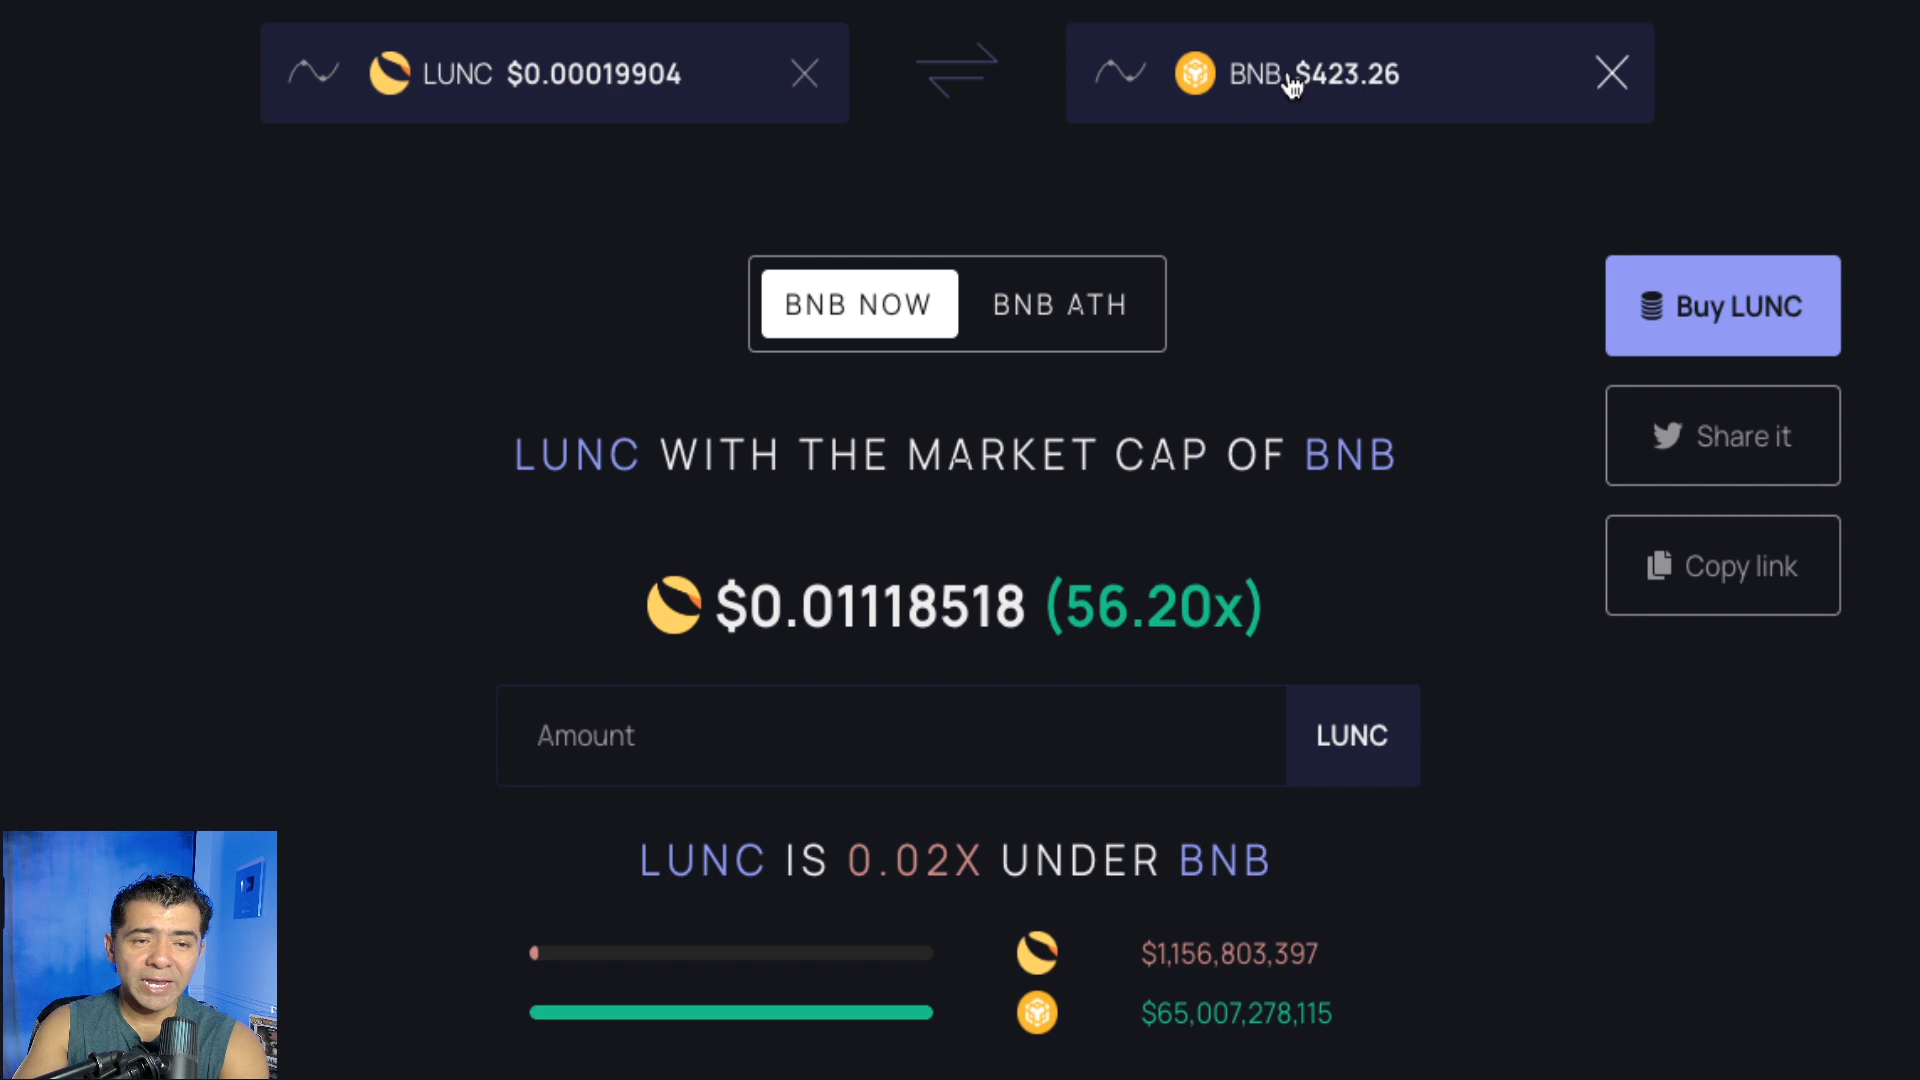 LUNC $0.00019904
BNB $423.26
BNB NOW
BNB ATH
Buy LUNC
LUNC WITH THE MARKET CAP OF BNB
Share it
Copy link
$0.01118518 (56.20x)
Amount
LUNC
LUNC IS 0.02X UNDER BNB
$1,156,803,397
$65,007,278,115